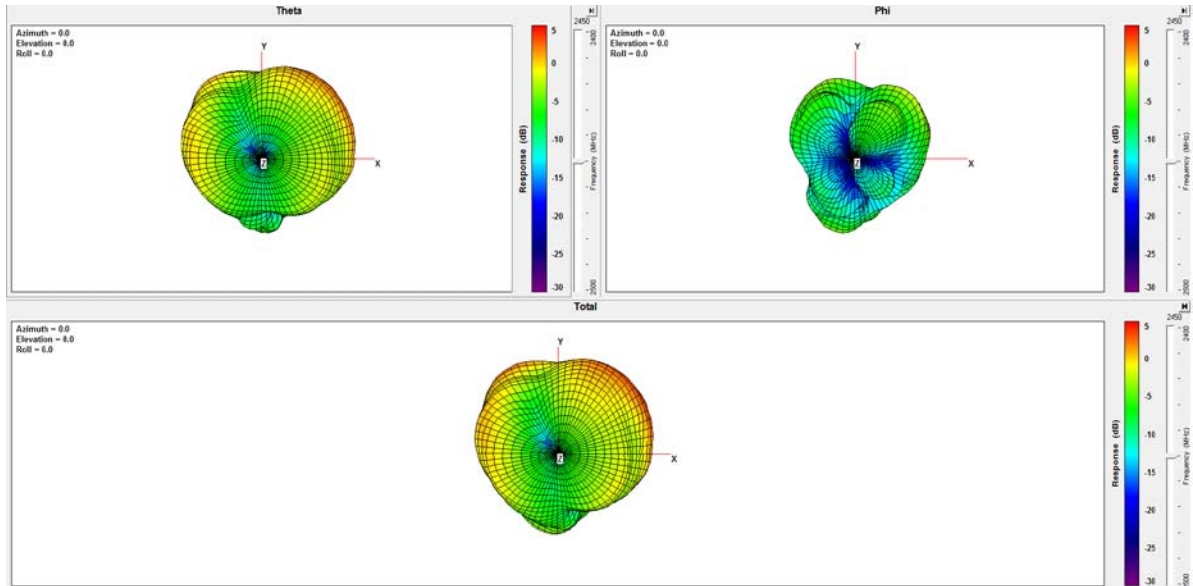 Theta
Azimuth = 0.0
Elevation = 0.0
Roll = 0.0
Y
X
Z
5
0
-5
-10
-15
-20
-25
-30
Response (dB)
2450
2400
Frequency (MHz)
2500
Phi
Azimuth = 0.0
Elevation = 0.0
Roll = 0.0
Y
X
Z
5
0
-5
-10
-15
-20
-25
-30
Response (dB)
2450
2400
Frequency (MHz)
2500
Total
Azimuth = 0.0
Elevation = 0.0
Roll = 0.0
Y
X
Z
5
0
-5
-10
-15
-20
-25
-30
Response (dB)
2450
2400
Frequency (MHz)